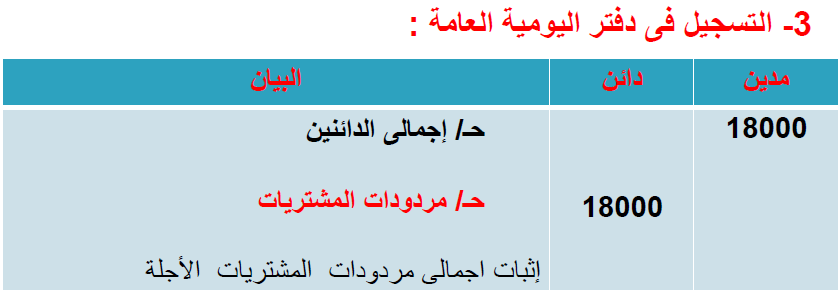 3- التسجيل فى دفتر اليومية العامة :
مدين دائن البيان
18000 حـ/ إجمالى الدائنين
18000 حـ/ مردودات المشتريات
إثبات اجمالى مردودات المشتريات الأجلة